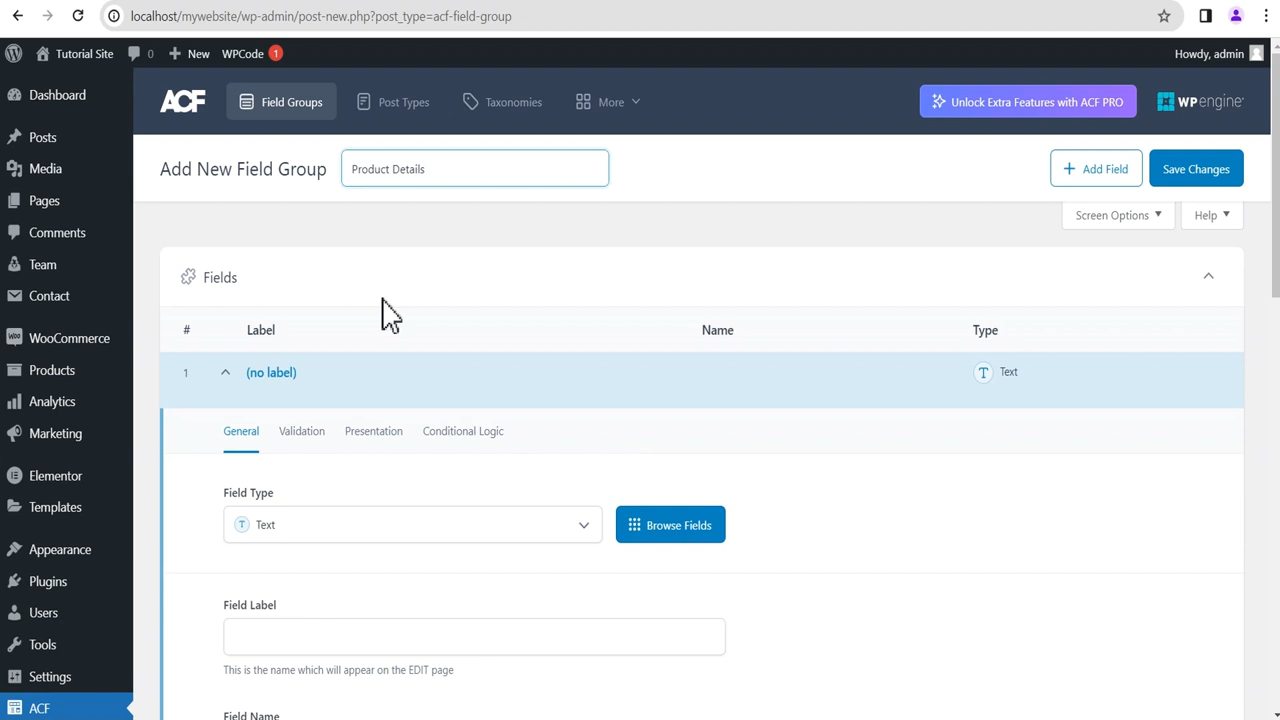 localhost/mywebsite/wp-admin/post-new.php?post_type=acf-field-group
Tutorial Site 0 New WPCode 1 Howdy, admin
Dashboard
Posts
Media
Pages
Comments
Team
Contact
WooCommerce
Products
Analytics
Marketing
Elementor
Templates
Appearance
Plugins
Users
Tools
Settings
ACF
ACF Field Groups Post Types Taxonomies More Unlock Extra Features with ACF PRO WP engine
Add New Field Group Product Details Add Field Save Changes
Screen Options Help
Fields
# Label Name Type
1 (no label) T Text
General Validation Presentation Conditional Logic
Field Type
T Text Browse Fields
Field Label
This is the name which will appear on the EDIT page
Field Name